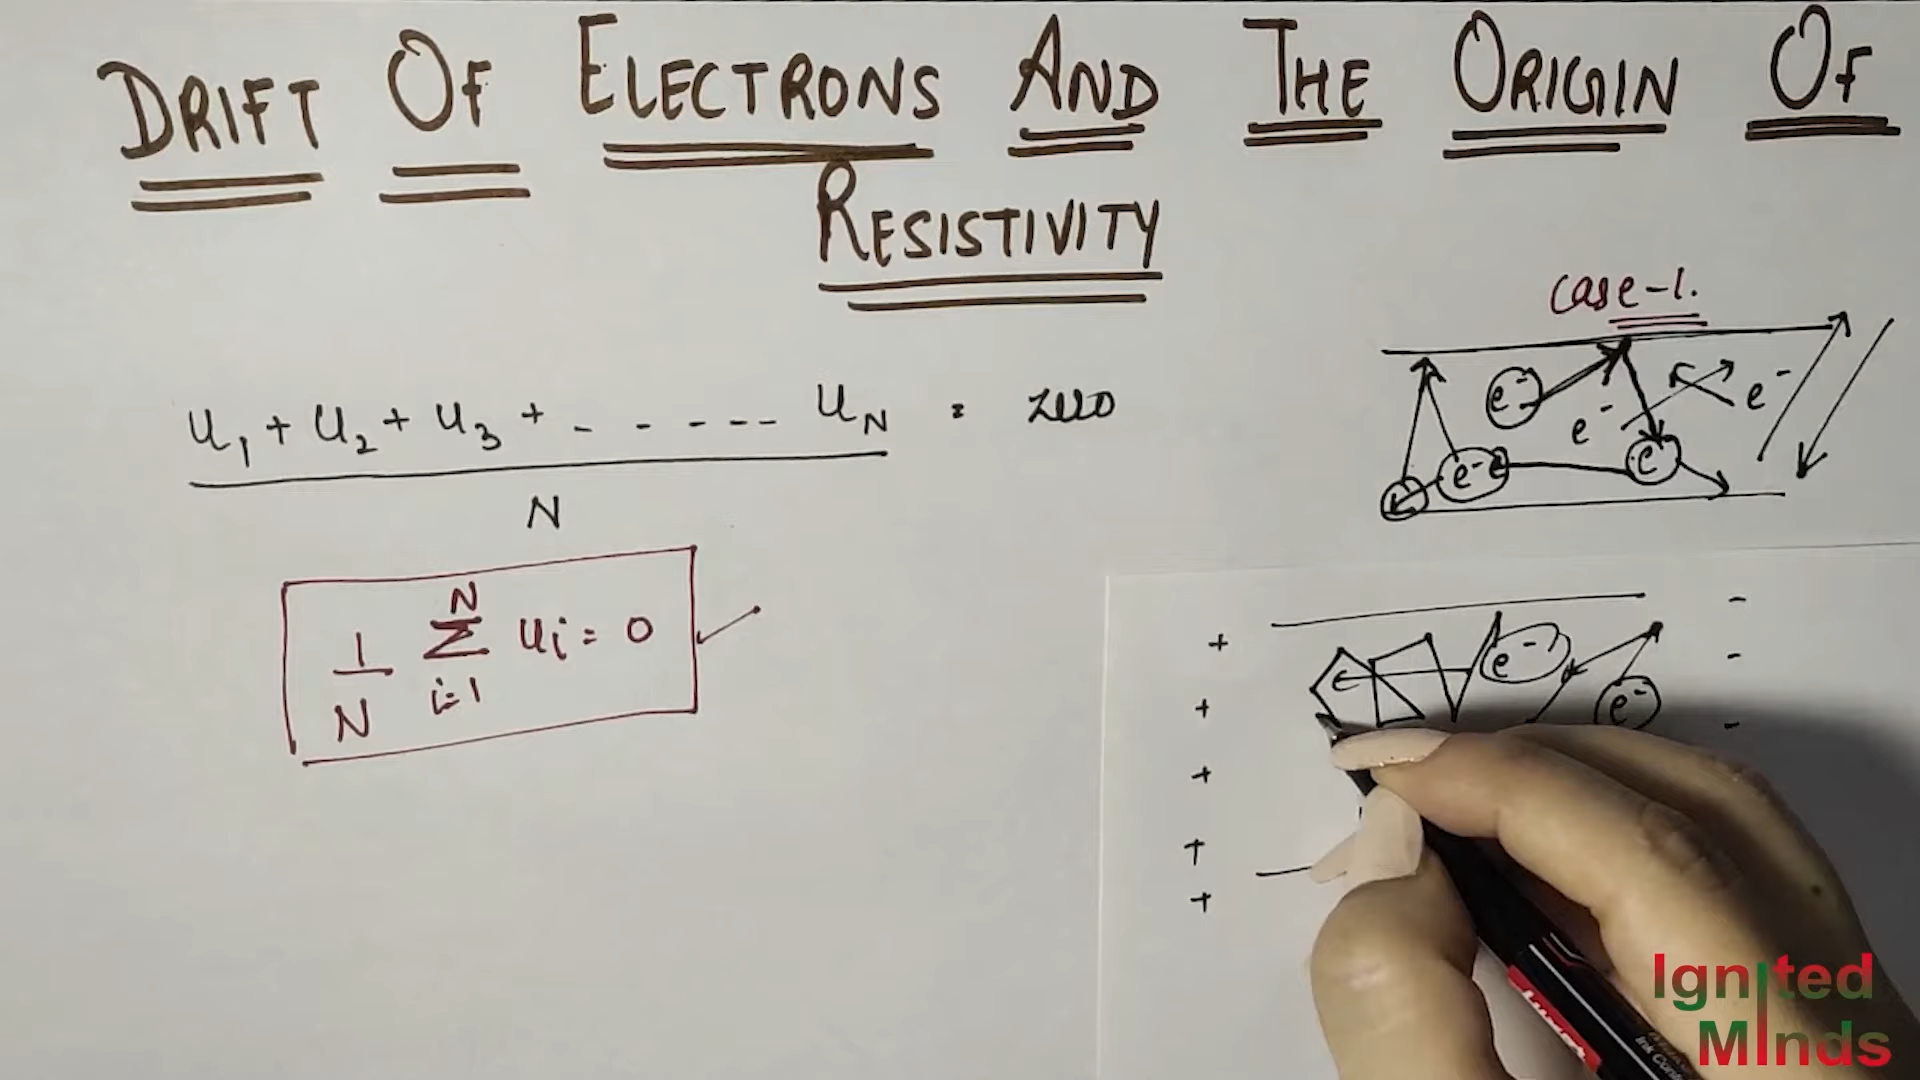 DRIFT OF ELECTRONS AND THE ORIGIN OF
RESISTIVITY
case-1.
U1 + U2 + U3 + - - - - - UN = zero
N
e- e- e-
e- e
1/N N∑i=1 ui = 0
+ e- -
+ e- -
+ -
+
+
Ignited
Minds